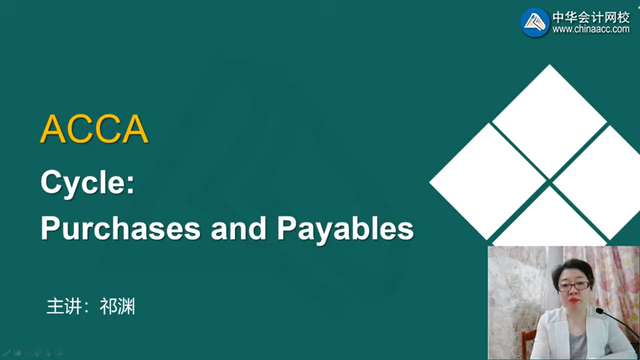 中华会计网校
www.chinaacc.com
ACCA
Cycle:
Purchases and Payables
主讲：祁渊